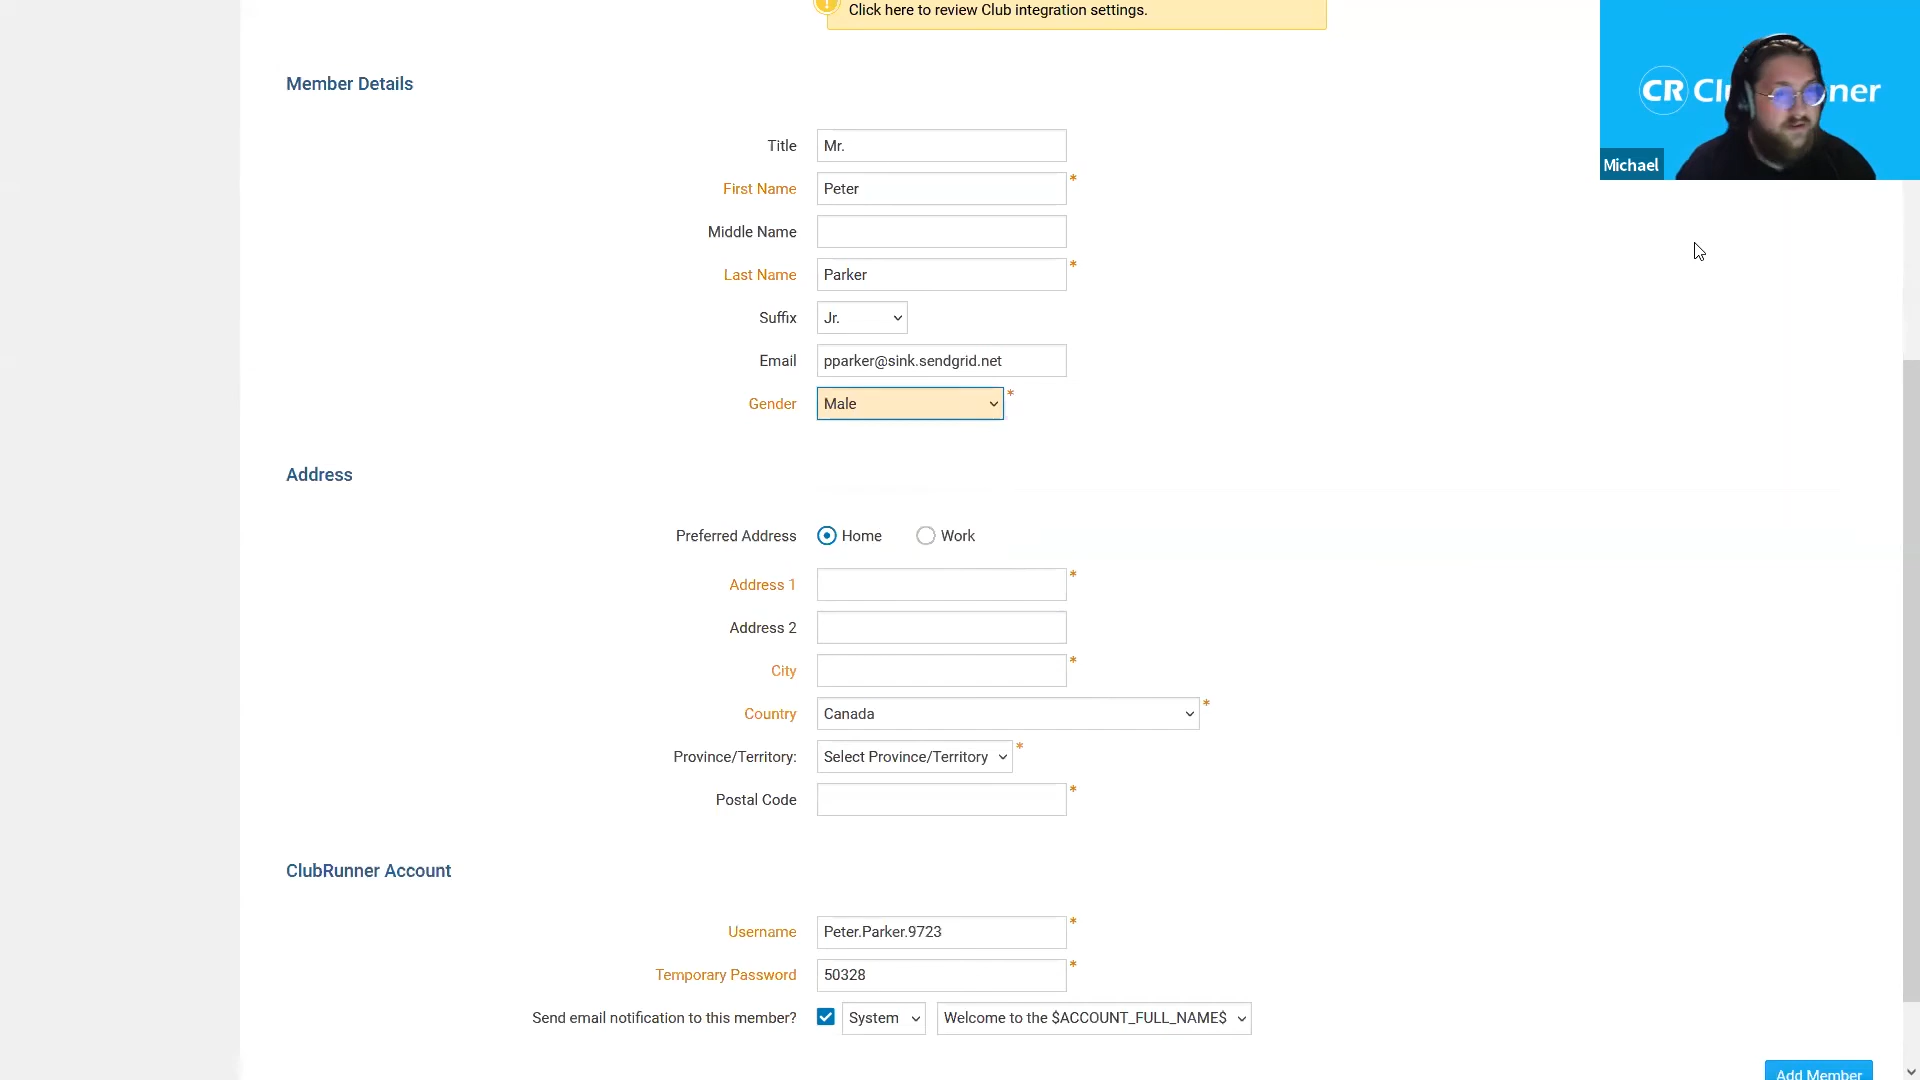 Click here to review Club integration settings.
Member Details
Title Mr.
First Name Peter *
Middle Name
Last Name Parker *
Suffix Jr.
Email pparker@sink.sendgrid.net
Gender Male *
Address
Preferred Address Home Work
Address 1 *
Address 2
City *
Country Canada *
Province/Territory: Select Province/Territory *
Postal Code *
ClubRunner Account
Username Peter.Parker.9723 *
Temporary Password 50328 *
Send email notification to this member? System Welcome to the $ACCOUNT_FULL_NAME$
Add Member
CR Clu ner
Michael